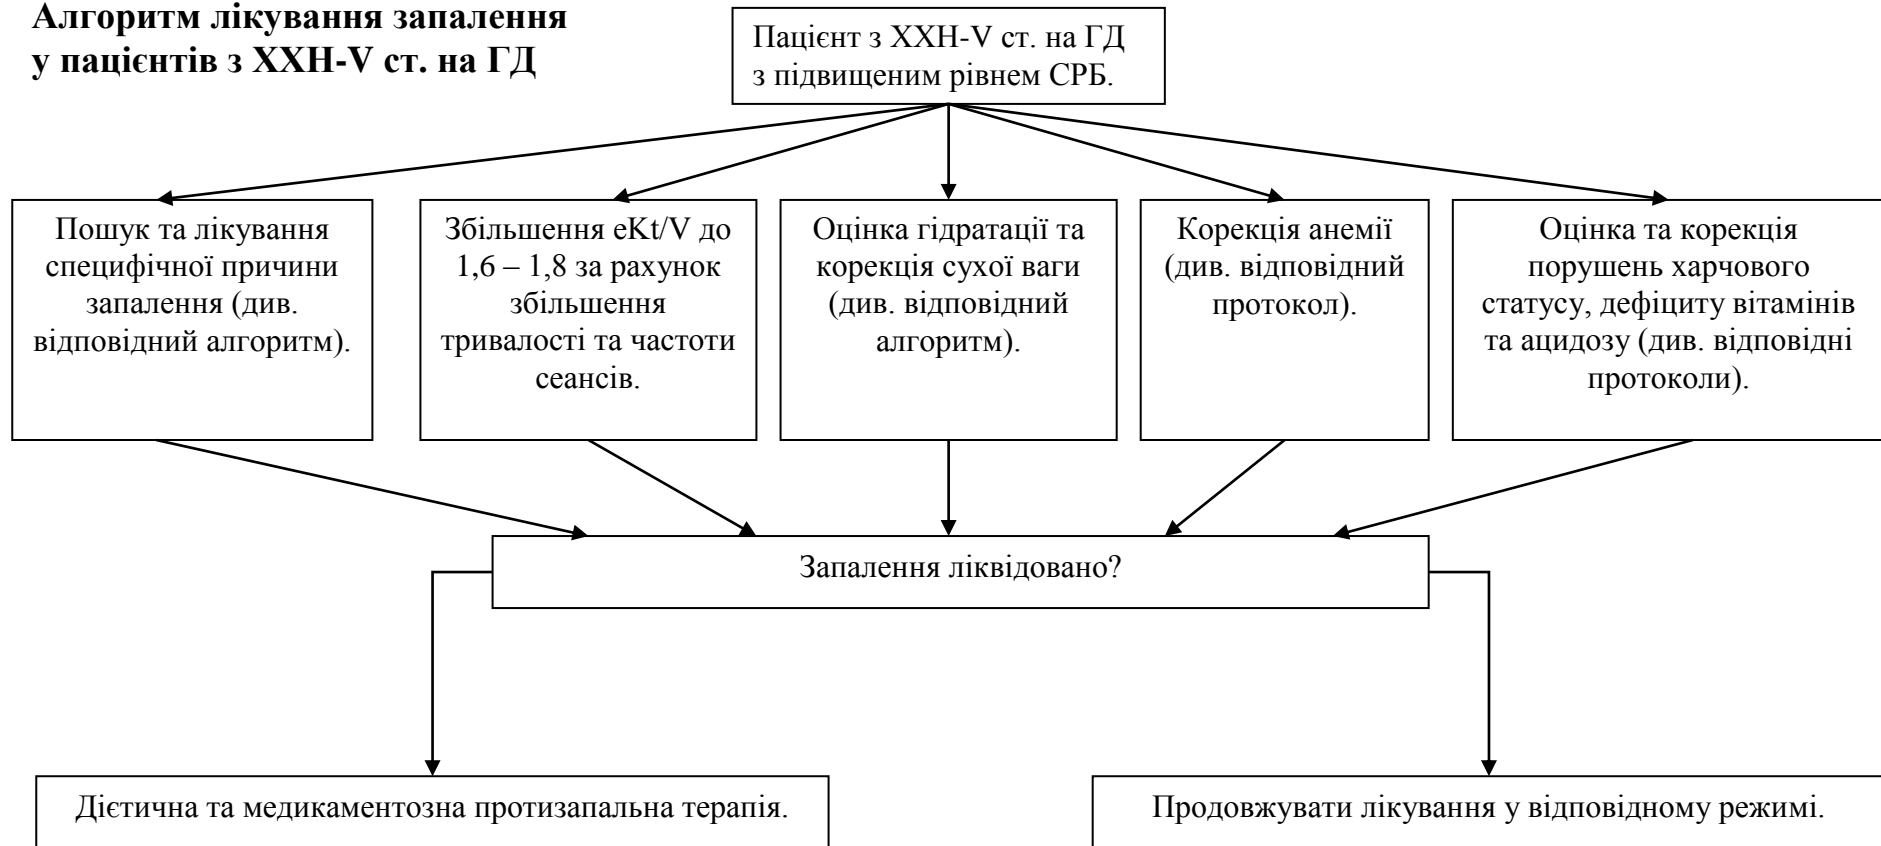 Алгоритм лікування запалення
у пацієнтів з ХХН-V ст. на ГД
Пацієнт з ХХН-V ст. на ГД
з підвищеним рівнем СРБ.
Пошук та лікування
специфічної причини
запалення (див.
відповідний алгоритм).
Збільшення eKt/V до
1,6 – 1,8 за рахунок
збільшення
тривалості та частоти
сеансів.
Оцінка гідратації та
корекція сухої ваги
(див. відповідний
алгоритм).
Корекція анемії
(див. відповідний
протокол).
Оцінка та корекція
порушень харчового
статусу, дефіциту вітамінів
та ацидозу (див. відповідні
протоколи).
Запалення ліквідовано?
Дієтична та медикаментозна протизапальна терапія.
Продовжувати лікування у відповідному режимі.